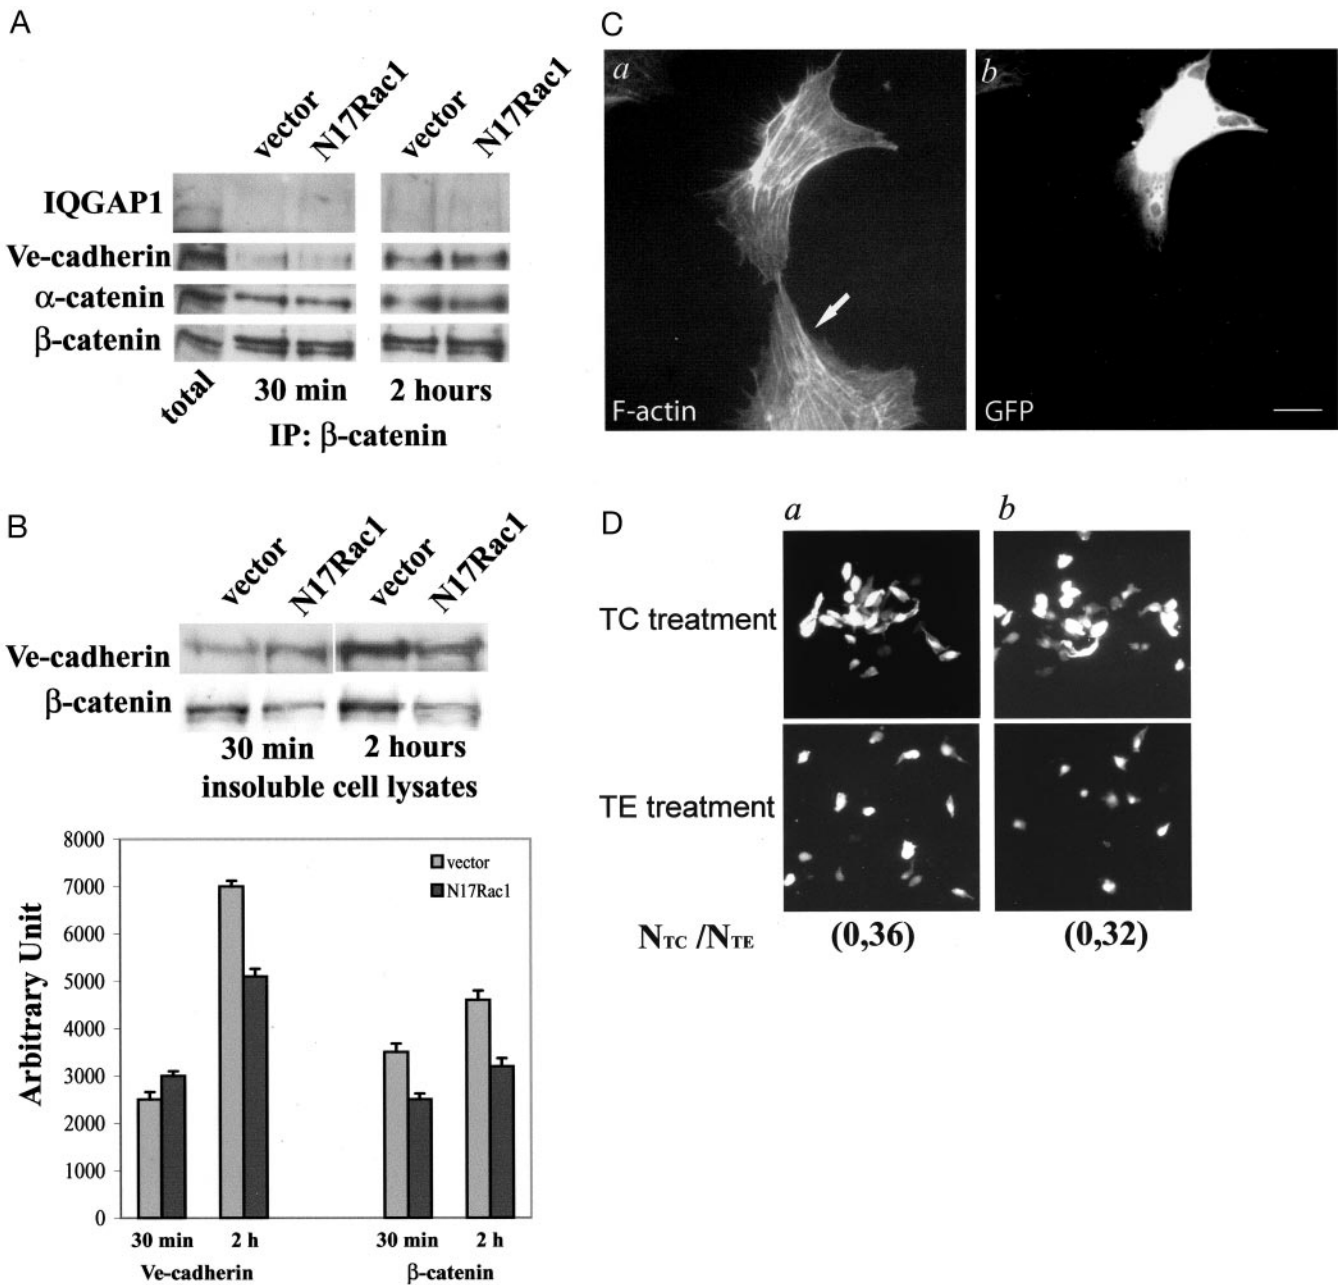 A
vector
N17Rac1
vector
N17Rac1
IQGAP1
Ve-cadherin
α-catenin
β-catenin
total
30 min
2 hours
IP: β-catenin
B
vector
N17Rac1
vector
N17Rac1
Ve-cadherin
β-catenin
30 min
2 hours
insoluble cell lysates
Arbitrary Unit
8000
7000
6000
5000
4000
3000
2000
1000
0
vector
N17Rac1
30 min
2 h
30 min
2 h
Ve-cadherin
β-catenin
C
a
b
F-actin
GFP
D
a
b
TC treatment
TE treatment
NTC /NTE
(0,36)
(0,32)